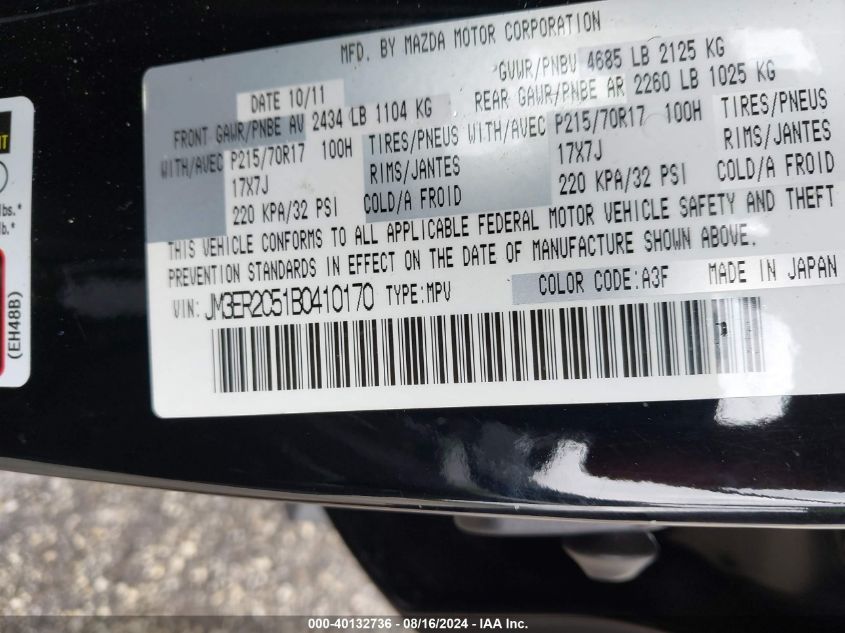 MFD. BY MAZDA MOTOR CORPORATION
GVWR/PNBV 4685 LB 2125 KG
DATE 10/11
FRONT GAWR/PNBE AV 2434 LB 1104 KG
REAR GAWR/PNBE AR 2260 LB 1025 KG
WITH/AVEC P215/70R17 100H TIRES/PNEUS
17X7J RIMS/JANTES
220 KPA/32 PSI COLD/A FROID
WITH/AVEC P215/70R17 100H TIRES/PNEUS
17X7J RIMS/JANTES
220 KPA/32 PSI COLD/A FROID
THIS VEHICLE CONFORMS TO ALL APPLICABLE FEDERAL MOTOR VEHICLE SAFETY AND THEFT
PREVENTION STANDARDS IN EFFECT ON THE DATE OF MANUFACTURE SHOWN ABOVE.
VIN: JM3ER2C51B0410170 TYPE:MPV COLOR CODE:A3F MADE IN JAPAN
lbs.*
lb.*
(EH48B)
000-40132736 - 08/16/2024 - IAA Inc.